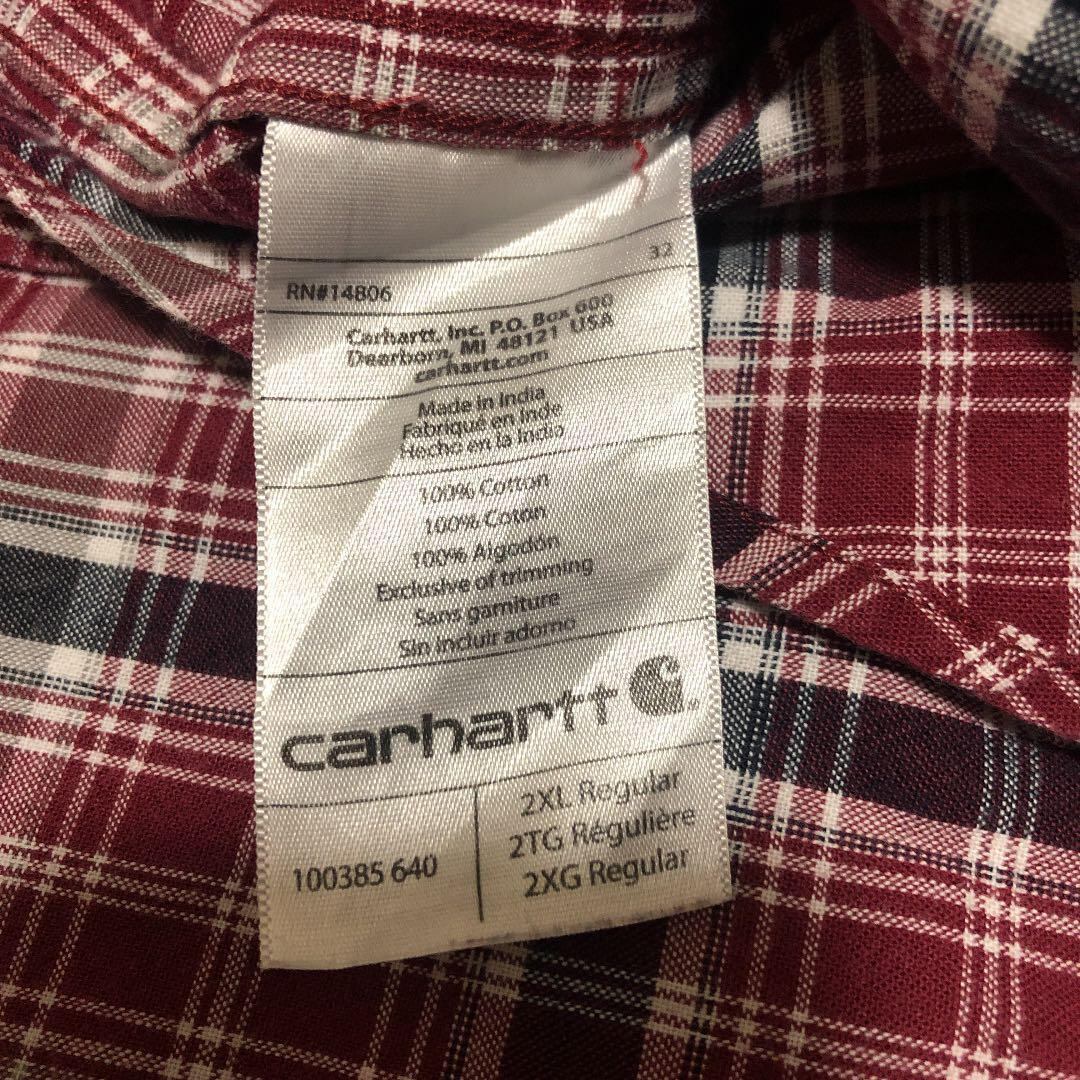 32
RN#14806
Carhartt, Inc. P.O. Box 600
Dearborn, MI 48121 USA
carhartt.com
Made in India
Fabriqué en Inde
Hecho en la India
100% Cotton
100% Coton
100% Algodón
Exclusive of trimming
Sans garniture
Sin incluir adorno
carhartt
100385 640
2XL Regular
2TG Régulière
2XG Regular